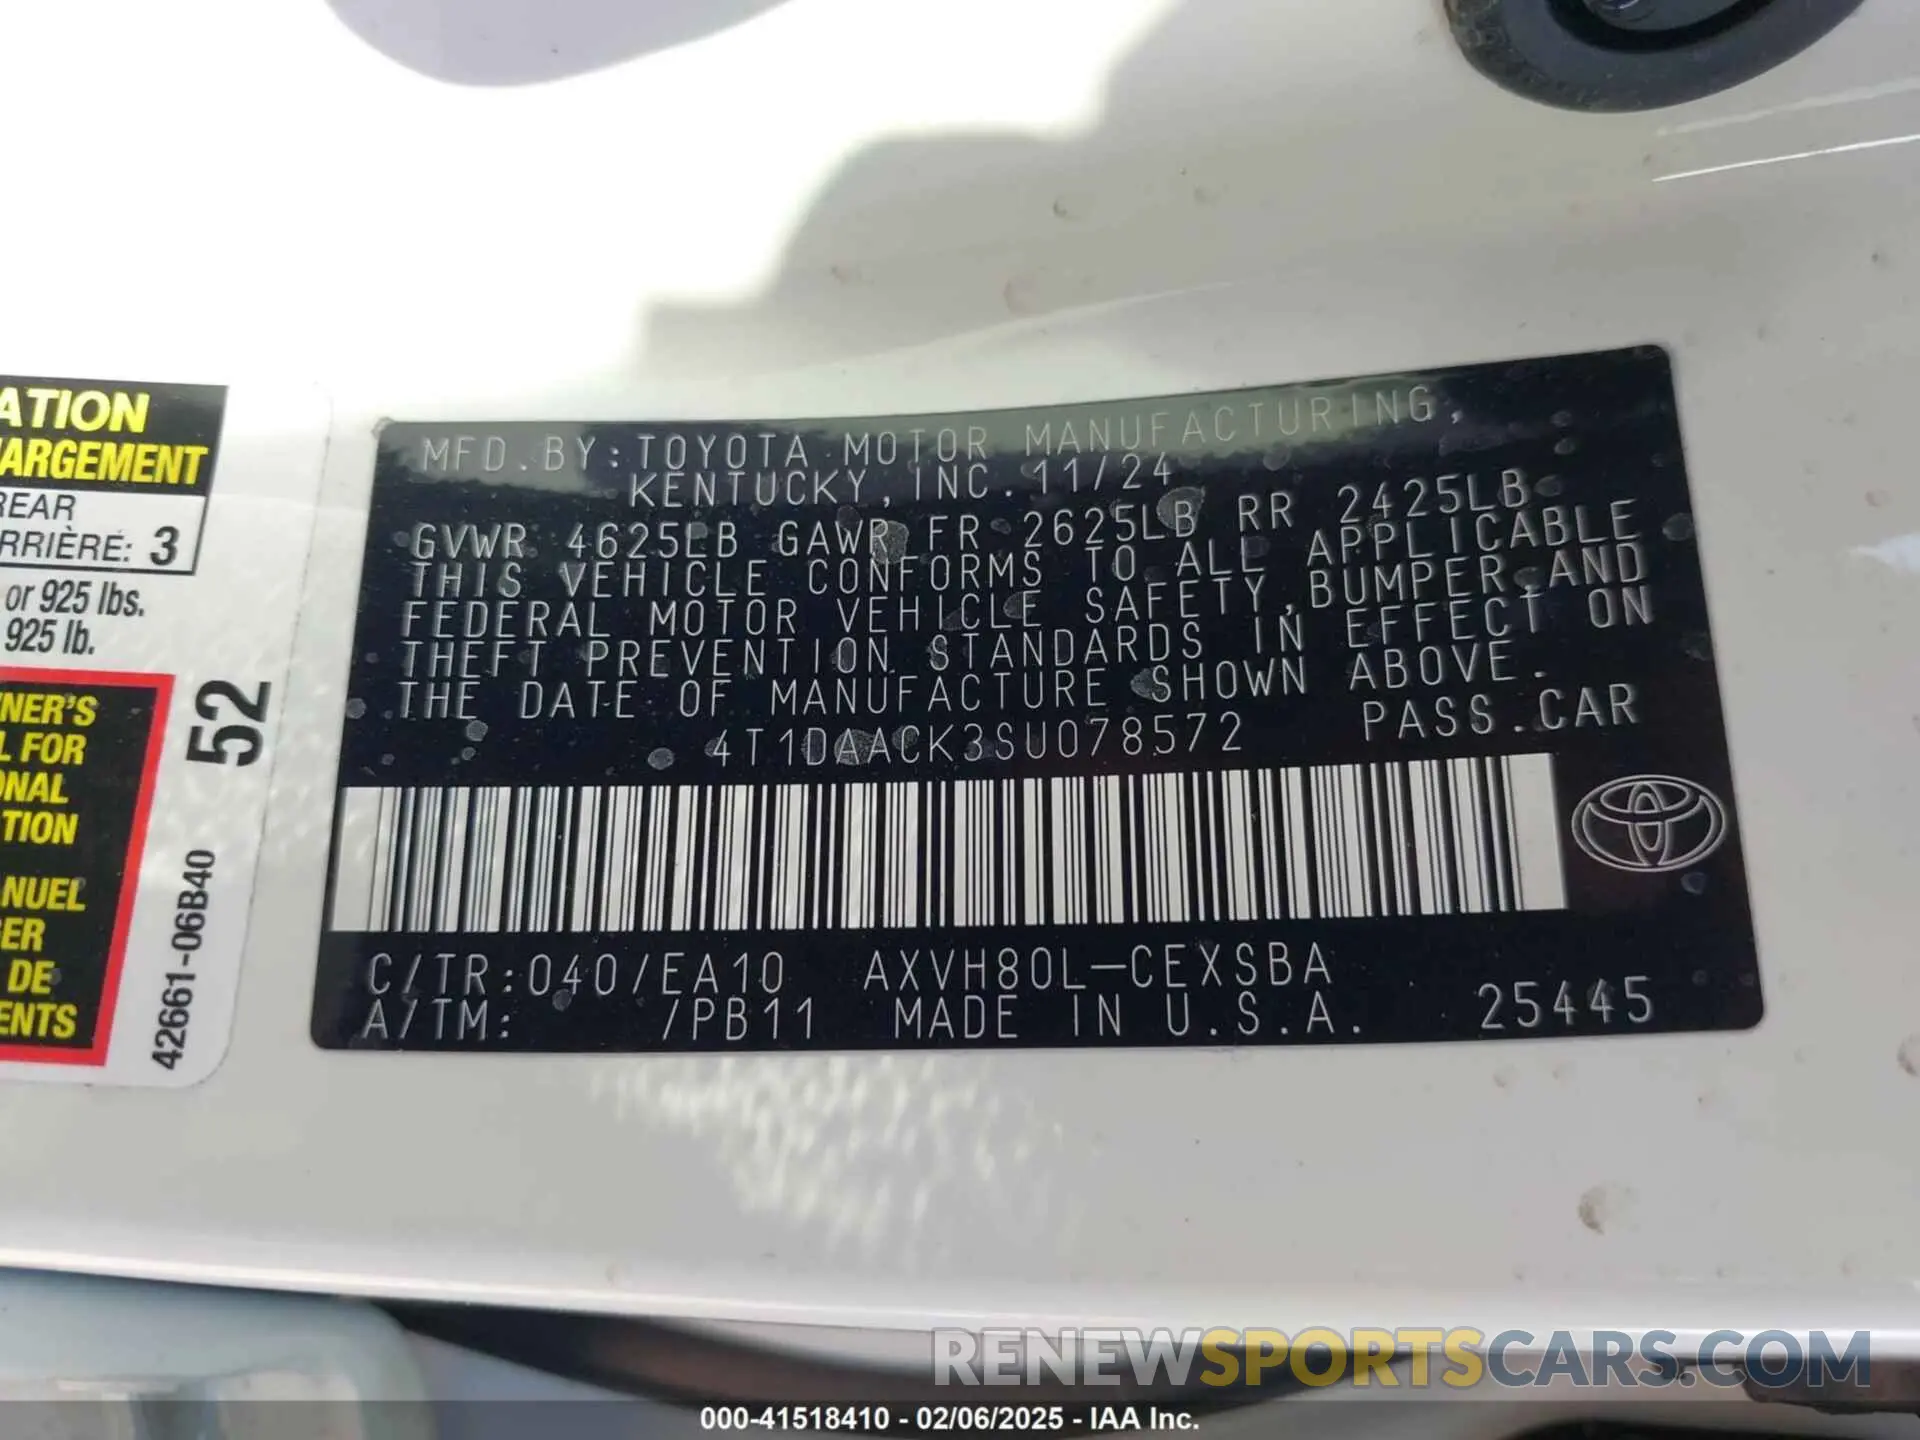 MFD.BY:TOYOTA MOTOR MANUFACTURING,
KENTUCKY,INC. 11/24
GVWR 4625LB GAWR FR 2625LB RR 2425LB
THIS VEHICLE CONFORMS TO ALL APPLICABLE
FEDERAL MOTOR VEHICLE SAFETY,BUMPER,AND
THEFT PREVENTION STANDARDS IN EFFECT ON
THE DATE OF MANUFACTURE SHOWN ABOVE.
4T1DAACK3SU078572 PASS.CAR
C/TR:040/EA10 AXVH80L-CEXSBA
A/TM: /PB11 MADE IN U.S.A. 25445
ATION
ARGEMENT
REAR
RRIÈRE: 3
or 925 lbs.
925 lb.
NER'S
L FOR
ONAL
TION
ANUEL
GER
DE
ENTS
52
42661-06B40
RENEWSPORTSCARS.COM
000-41518410 - 02/06/2025 - IAA Inc.